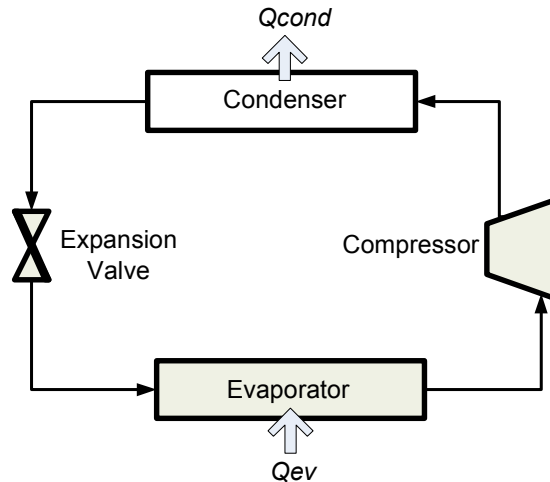 Qcond
Condenser
Expansion
Valve
Compressor
Evaporator
Qev